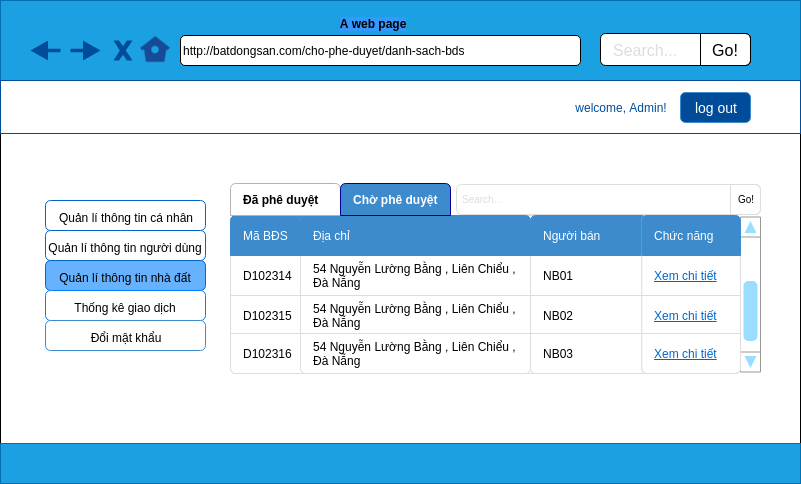 A web page
X
http://batdongsan.com/cho-phe-duyet/danh-sach-bds
Search...
Go!
welcome, Admin!
log out
Quản lí thông tin cá nhân
Quản lí thông tin người dùng
Quản lí thông tin nhà đất
Thống kê giao dịch
Đổi mật khẩu
Đã phê duyệt
Chờ phê duyệt
Search...
Go!
Mã BĐS Địa chỉ Người bán Chức năng
D102314 54 Nguyễn Lường Bằng , Liên Chiểu , NB01 Xem chi tiết
Đà Nẵng
D102315 54 Nguyễn Lường Bằng , Liên Chiểu , NB02 Xem chi tiết
Đà Nẵng
D102316 54 Nguyễn Lường Bằng , Liên Chiểu , NB03 Xem chi tiết
Đà Nẵng